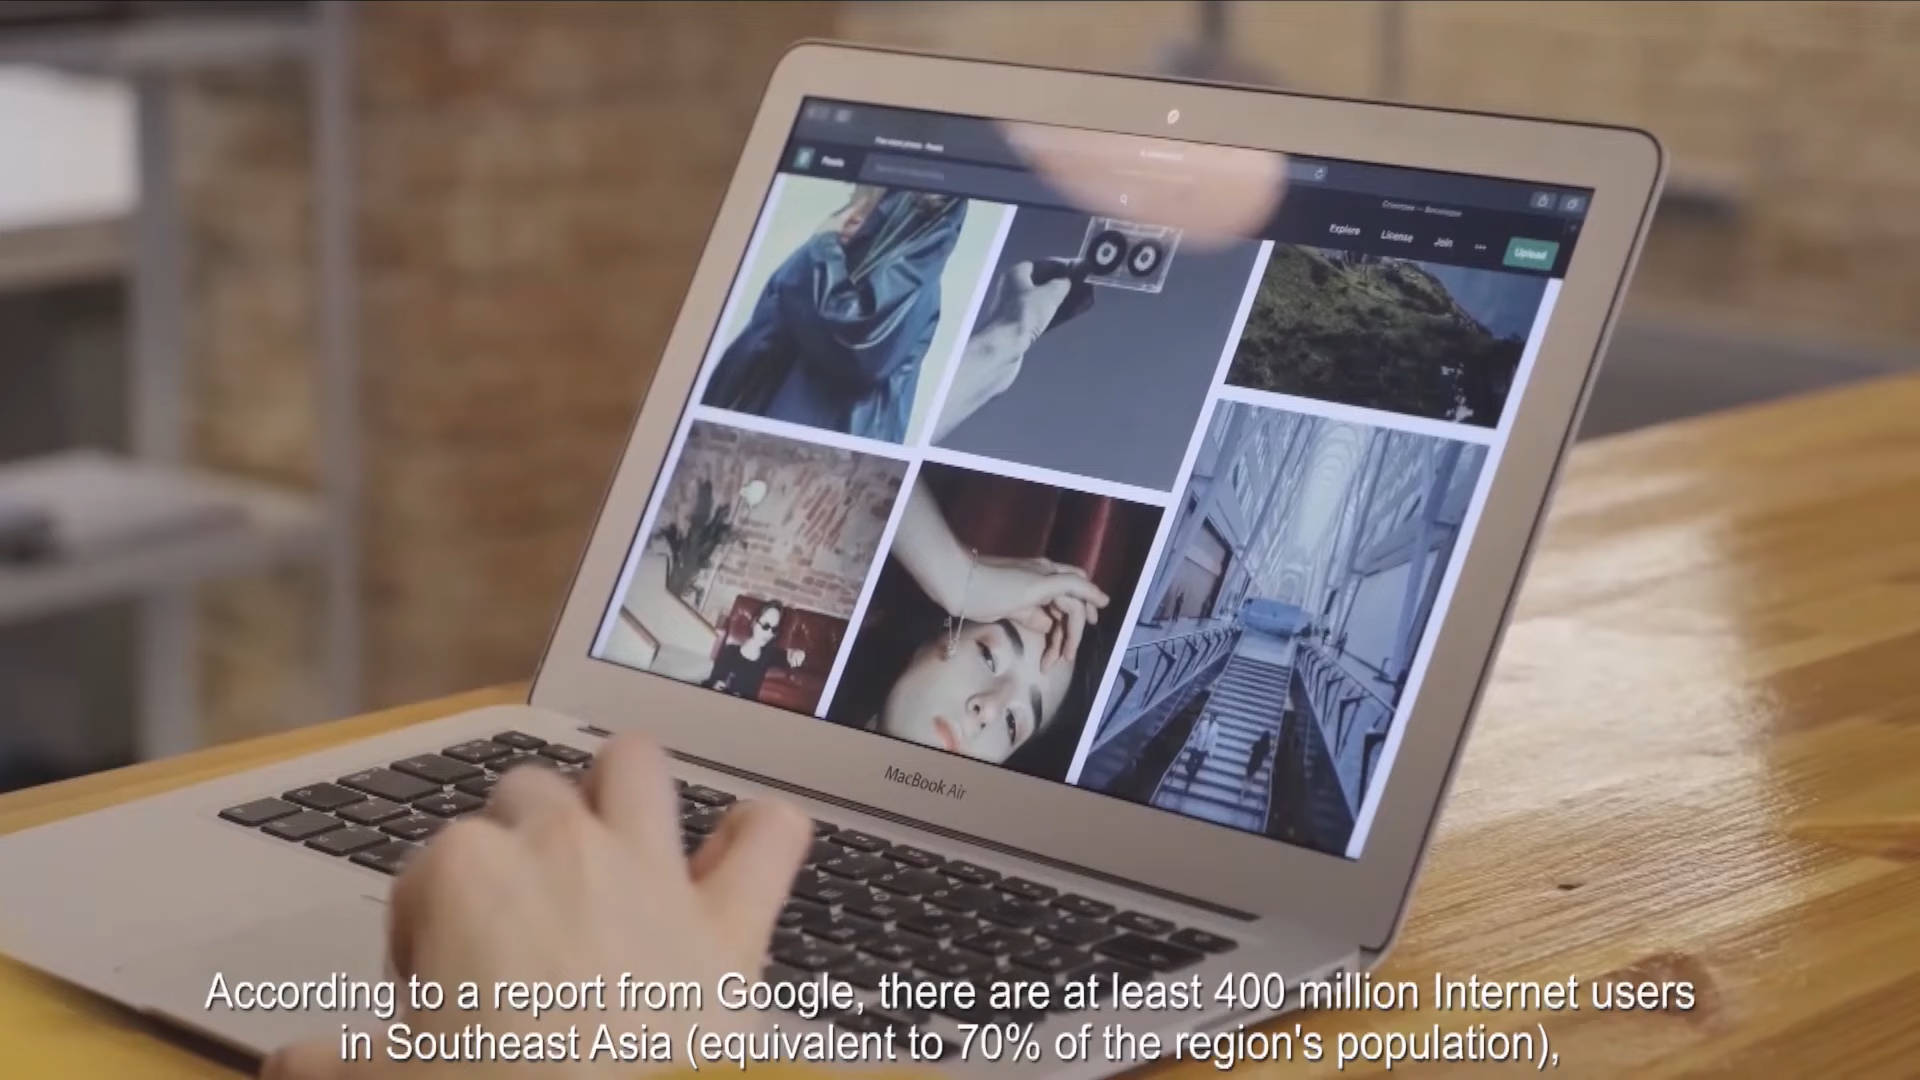 Pexels
Explore
License
Join
Upload
MacBook Air
According to a report from Google, there are at least 400 million Internet users
in Southeast Asia (equivalent to 70% of the region's population),